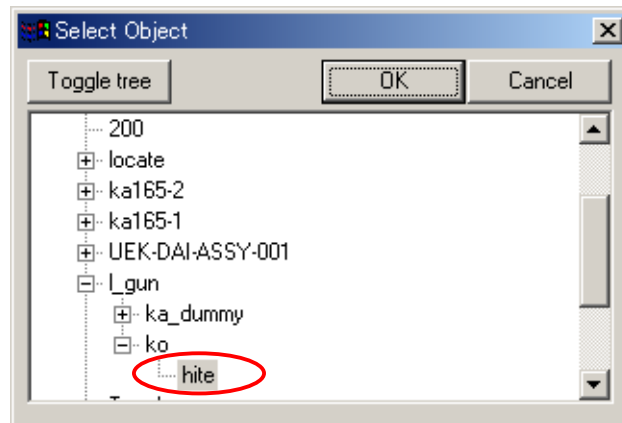 Select Object
Toggle tree OK Cancel
200
locate
ka165-2
ka165-1
UEK-DAI-ASSY-001
l_gun
ka_dummy
ko
hite